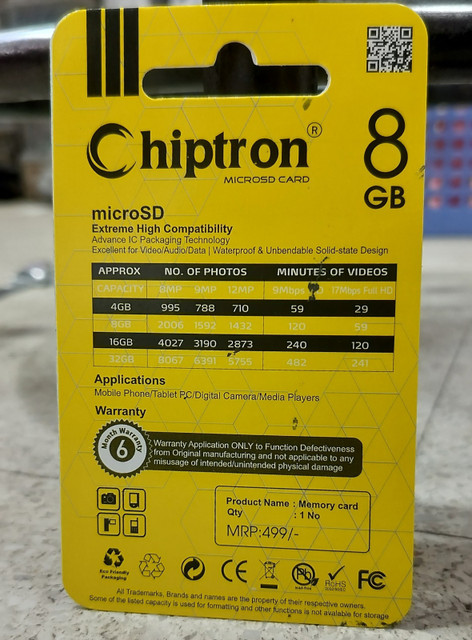 Chiptron®
MICROSD CARD
8
GB
microSD
Extreme High Compatibility
Advance IC Packaging Technology
Excellent for Video/Audio/Data | Waterproof & Unbendable Solid-state Design
APPROX NO. OF PHOTOS MINUTES OF VIDEOS
CAPACITY 8MP 9MP 12MP 9Mbps 17Mbps Full HD
4GB 995 788 710 59 29
8GB 2006 1592 1432 120 59
16GB 4027 3190 2873 240 120
32GB 8067 6391 5755 482 241
Applications
Mobile Phone/Tablet PC/Digital Camera/Media Players
Warranty
Month Warranty
6
Warranty Application ONLY to Function Defectiveness
from Original manufacturing and not applicable to any
misuage of intended/unintended physical damage
Product Name : Memory card
Qty : 1 No
MRP:499/-
Eco Friendly
Packaging
CE
Pb
RoHS
FC
All Trademarks, Brands and names are the property of their respective owners.
Some of the listed capacity is used for formatting and other functions is not available for storage